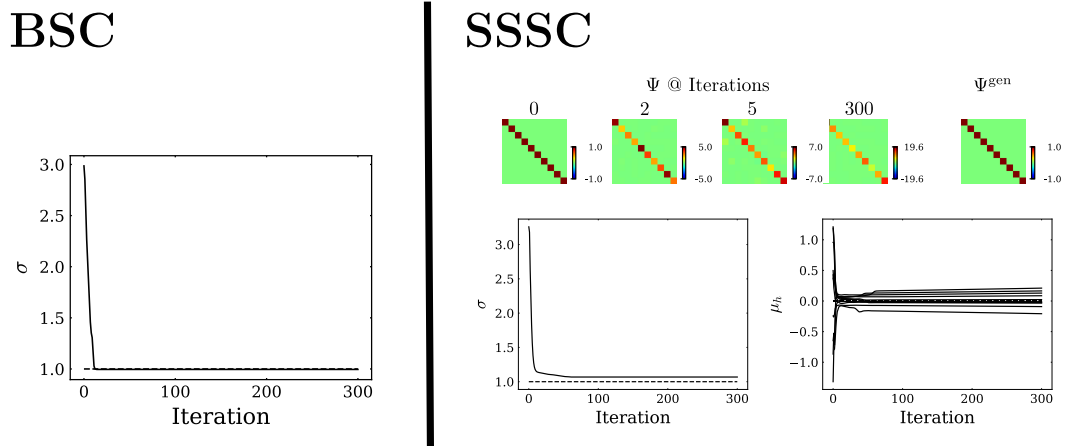 BSC
3.0
2.5
2.0
1.5
1.0
σ
0 100 200 300
Iteration
SSSC
Ψ @ Iterations
Ψgen
0 2 5 300
1.0 5.0 7.0 19.6 1.0
-1.0 -5.0 -7.0 -19.6 -1.0
3.0
2.5
2.0
1.5
1.0
σ
0 100 200 300
Iteration
1.0
0.5
0.0
−0.5
−1.0
μh
0 100 200 300
Iteration